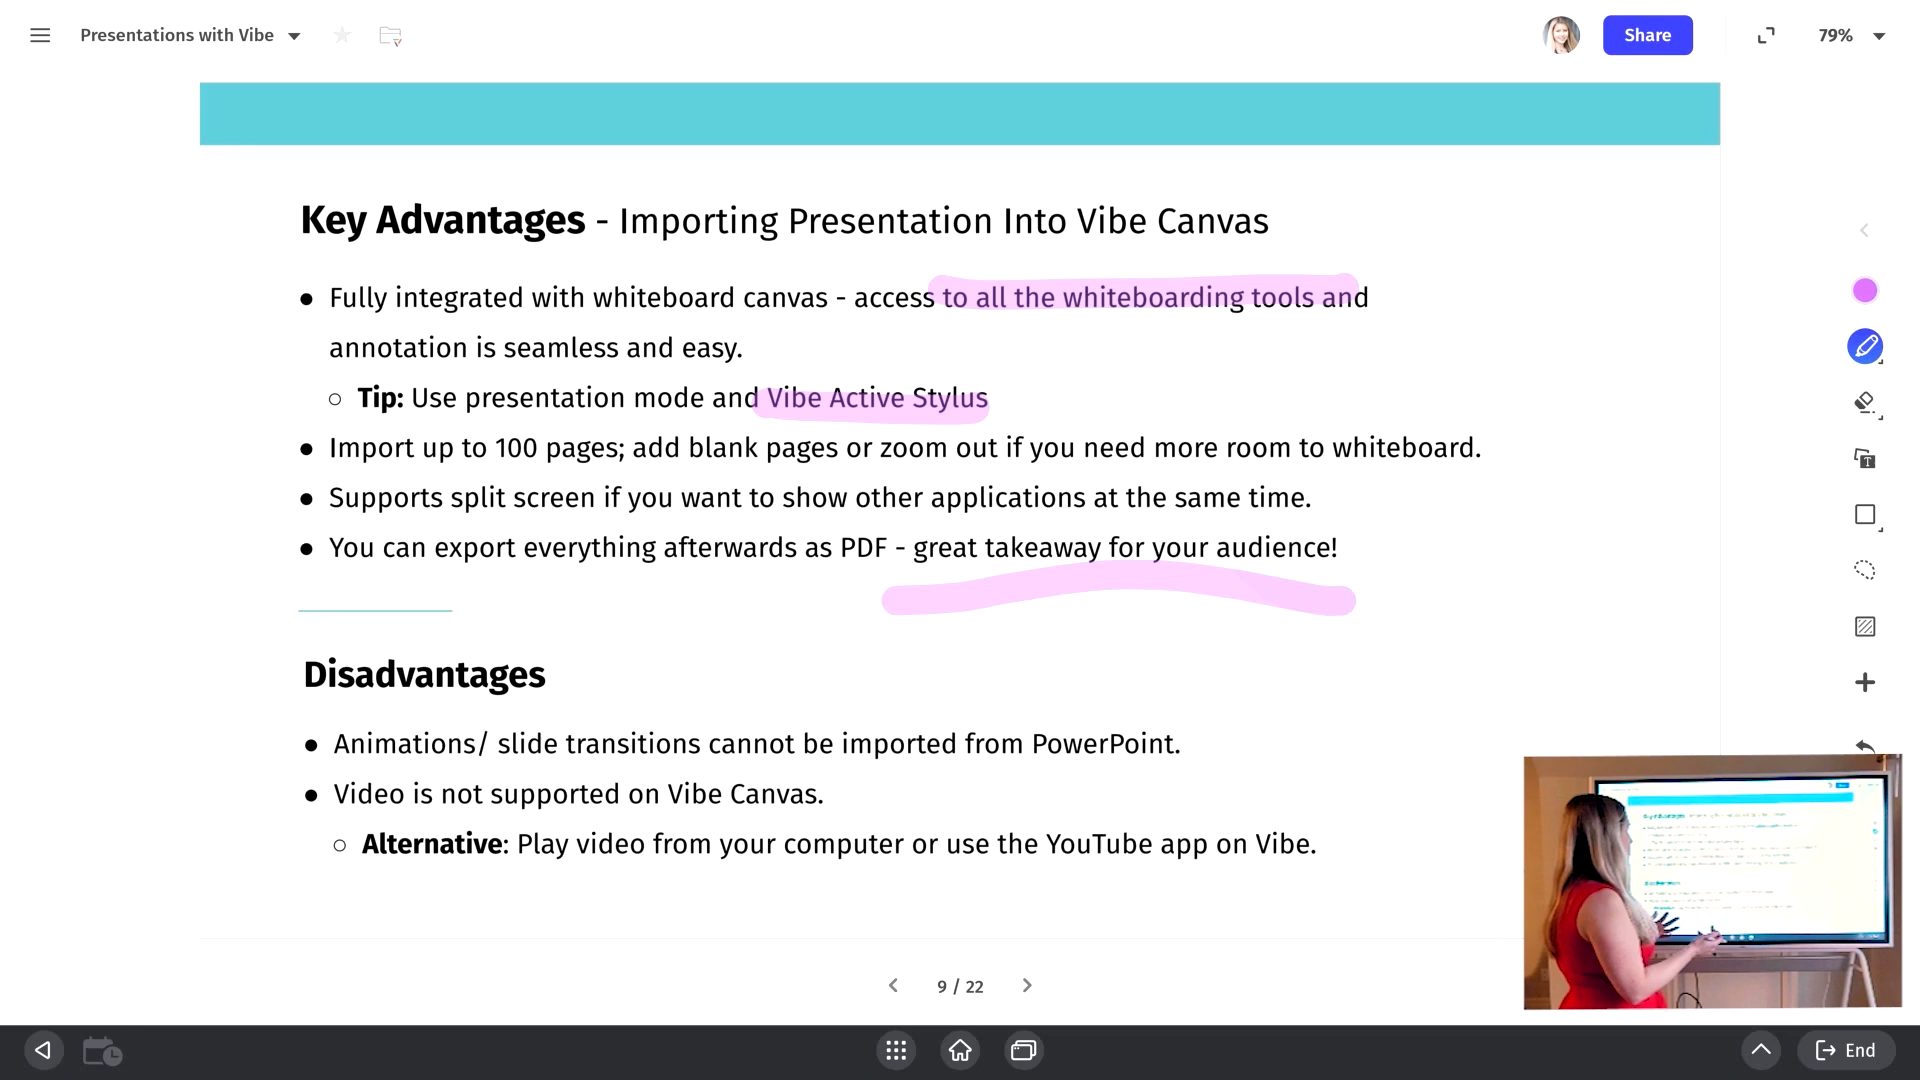 Presentations with Vibe
Share
79%
Key Advantages - Importing Presentation Into Vibe Canvas
● Fully integrated with whiteboard canvas - access to all the whiteboarding tools and
annotation is seamless and easy.
○ Tip: Use presentation mode and Vibe Active Stylus
● Import up to 100 pages; add blank pages or zoom out if you need more room to whiteboard.
● Supports split screen if you want to show other applications at the same time.
● You can export everything afterwards as PDF - great takeaway for your audience!
Disadvantages
● Animations/ slide transitions cannot be imported from PowerPoint.
● Video is not supported on Vibe Canvas.
○ Alternative: Play video from your computer or use the YouTube app on Vibe.
9 / 22
End